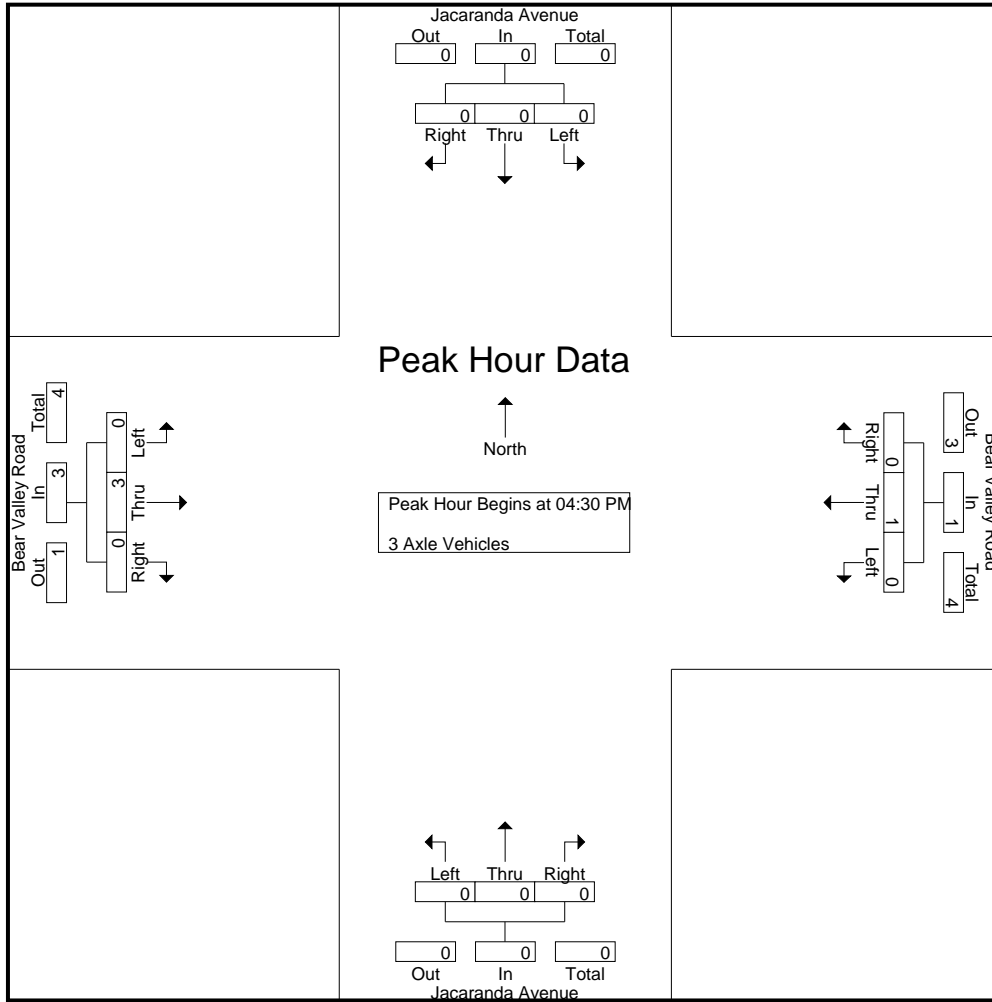 Jacaranda Avenue
Out In Total
0 0 0
0 0 0
Right Thru Left
Peak Hour Data
North
Peak Hour Begins at 04:30 PM
3 Axle Vehicles
Bear Valley Road
Out In Total
1 3 4
0 3 0
Right Thru Left
Bear Valley Road
Out In Total
3 1 4
0 1 0
Right Thru Left
Left Thru Right
0 0 0
0 0 0
Out In Total
Jacaranda Avenue